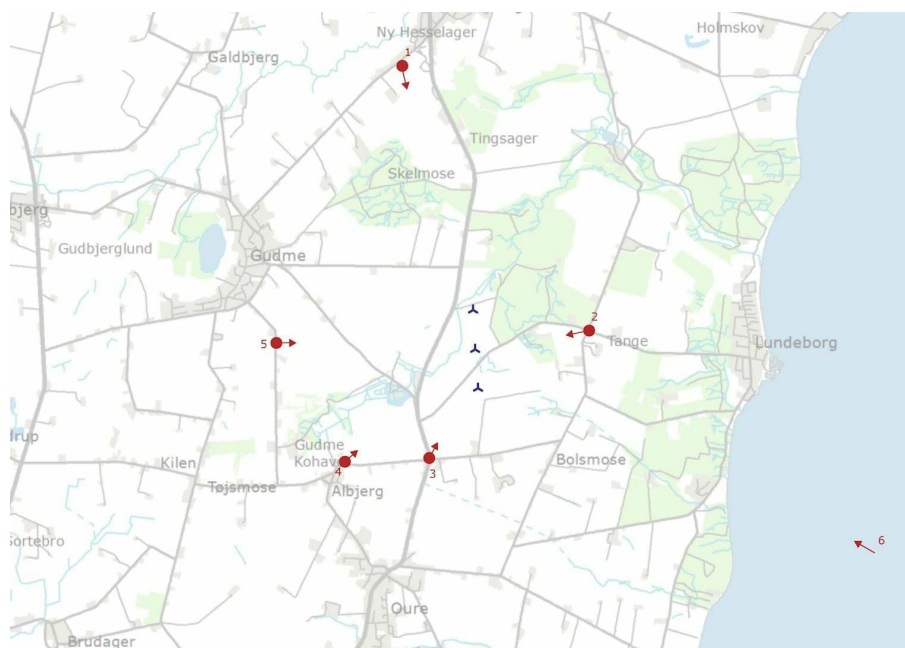 Ny Hesselager
Holmskov
1
Galdbjerg
Tingsager
Skelmose
bjerg
Gudbjerglund
Gudme
2
Tange
Lundeborg
5
drup
Gudme
Kohave
Kilen
4
3
Bolsmose
Tøjsmose
Albjerg
Sortebro
6
Oure
Brudager